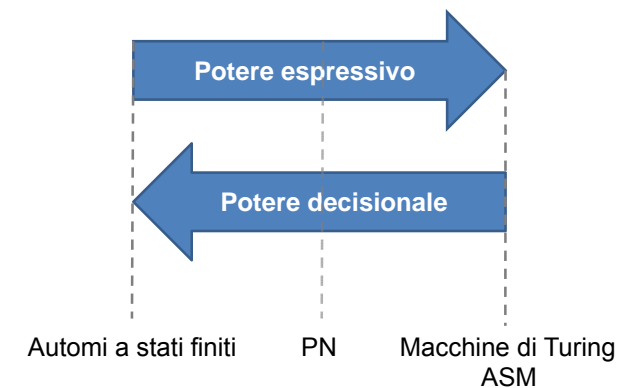 Potere espressivo
Potere decisionale
Automi a stati finiti PN Macchine di Turing
ASM